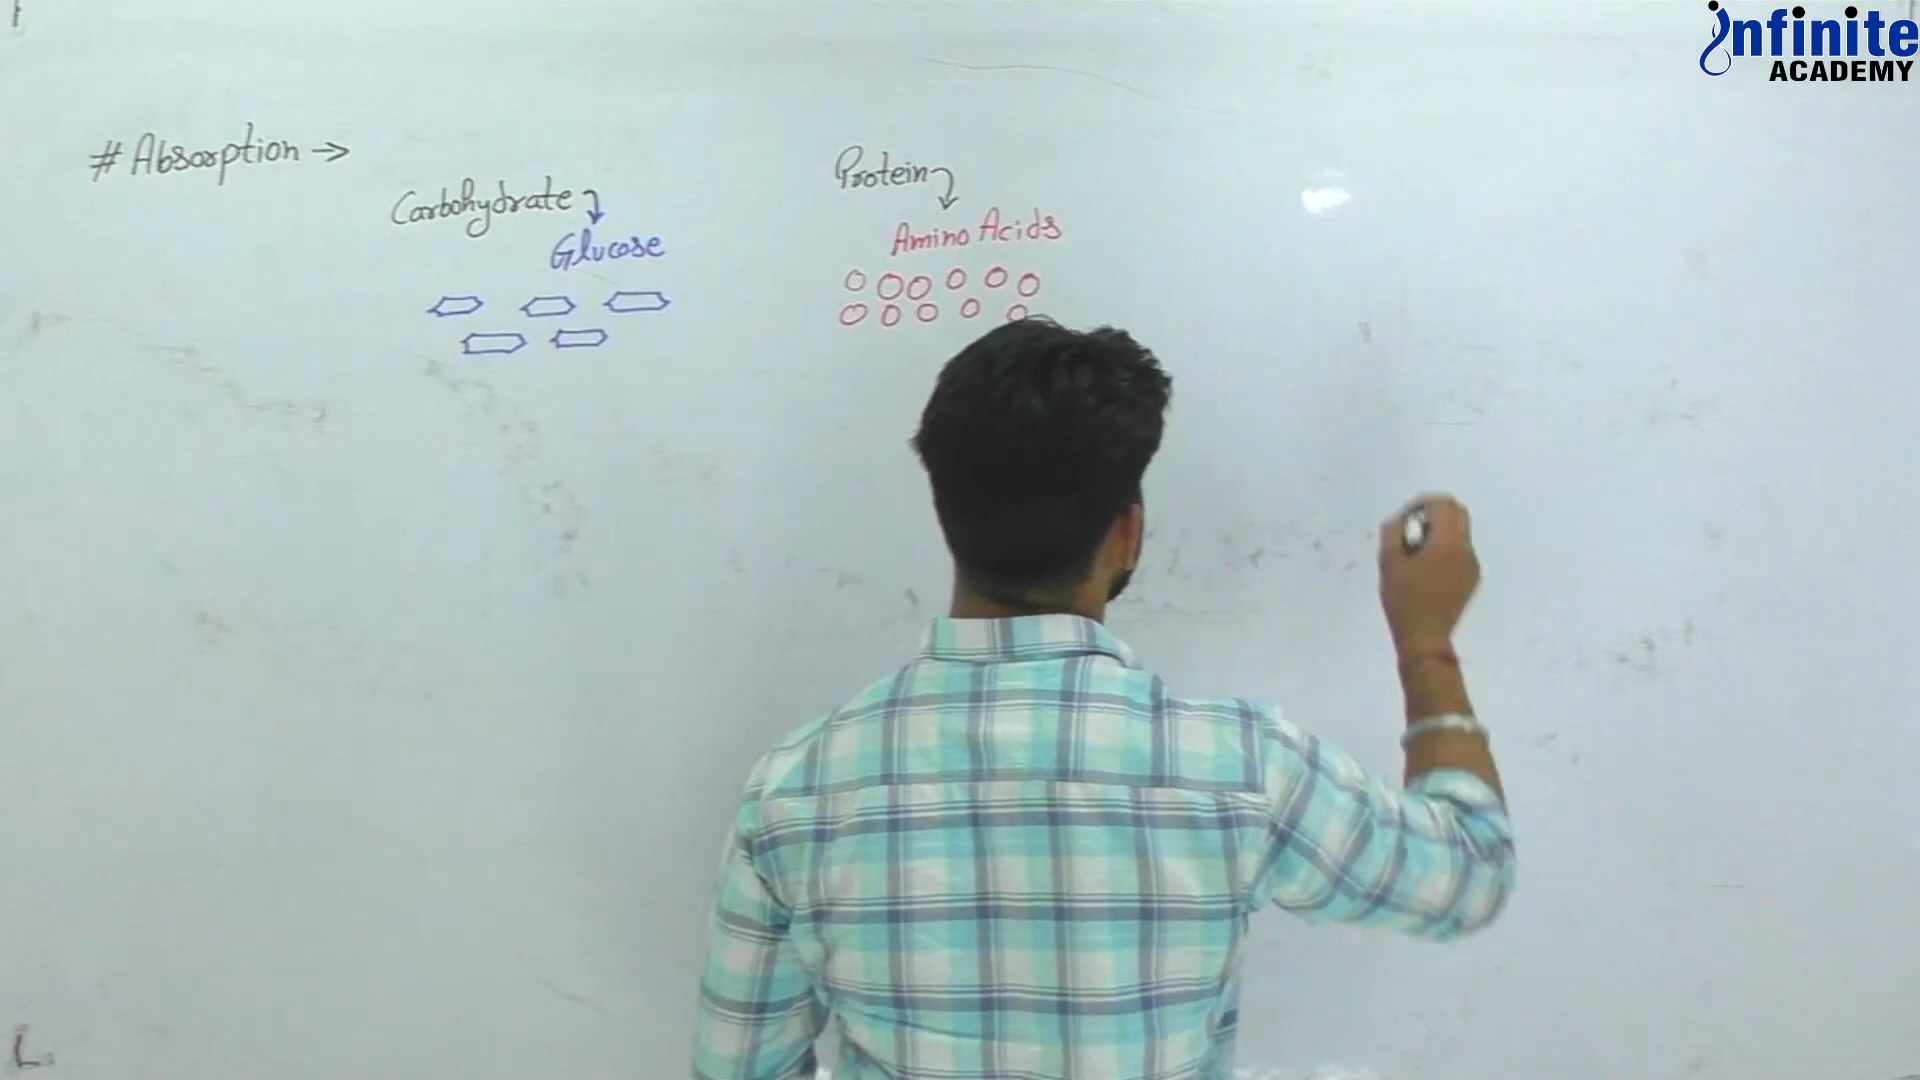 infinite
ACADEMY
# Absorption →
Carbohydrate
Glucose
Protein
Amino Acids